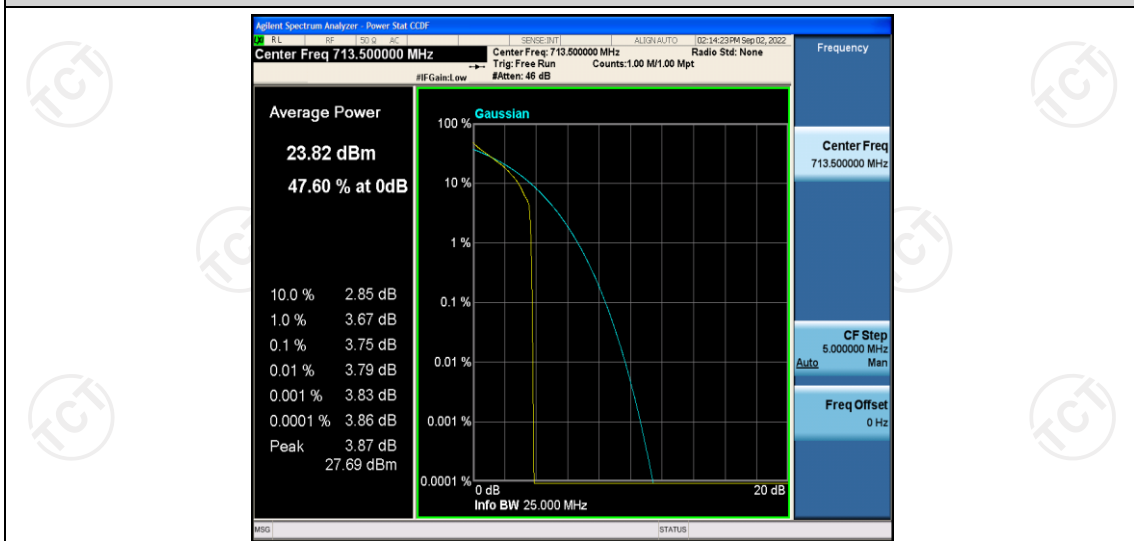 Agilent Spectrum Analyzer - Power Stat CCDF
RL RF 50 Ω AC SENSE:INT ALIGN AUTO 02:14:23PM Sep 02, 2022
Center Freq 713.500000 MHz
Center Freq: 713.500000 MHz Radio Std: None
Trig: Free Run Counts:1.00 M/1.00 Mpt
#IFGain:Low #Atten: 46 dB
Frequency
Average Power
23.82 dBm
47.60 % at 0dB
10.0 % 2.85 dB
1.0 % 3.67 dB
0.1 % 3.75 dB
0.01 % 3.79 dB
0.001 % 3.83 dB
0.0001 % 3.86 dB
Peak 3.87 dB
27.69 dBm
Gaussian
100 %
10 %
1 %
0.1 %
0.01 %
0.001 %
0.0001 %
0 dB 20 dB
Info BW 25.000 MHz
Center Freq
713.500000 MHz
CF Step
5.000000 MHz
Auto Man
Freq Offset
0 Hz
MSG STATUS
TCT
TCT
TCT
TCT
TCT
TCT